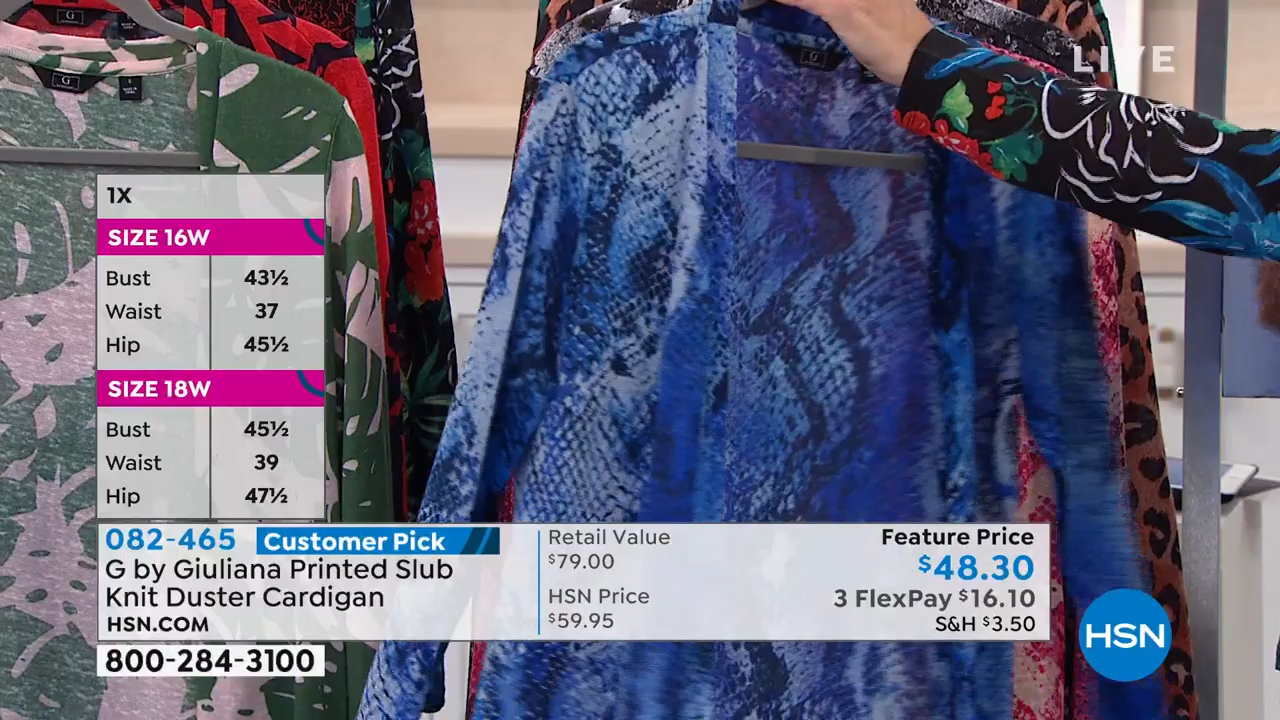 LIVE
G
G
G
1X
SIZE 16W
Bust 43½
Waist 37
Hip 45½
SIZE 18W
Bust 45½
Waist 39
Hip 47½
082-465 Customer Pick
G by Giuliana Printed Slub
Knit Duster Cardigan
HSN.COM
Retail Value
$79.00
HSN Price
$59.95
Feature Price
$48.30
3 FlexPay $16.10
S&H $3.50
800-284-3100
HSN